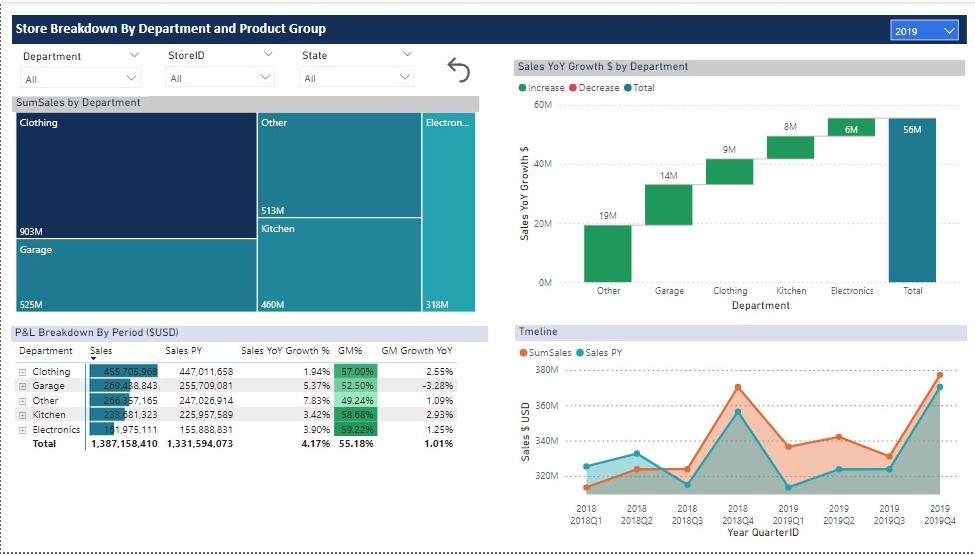 Store Breakdown By Department and Product Group
2019
Department StoreID State
All All All
SumSales by Department
Clothing
903M
Garage
525M
Other
513M
Kitchen
460M
Electron...
318M
Sales YoY Growth $ by Department
Increase Decrease Total
Sales YoY Growth $
60M
40M
20M
0M
19M
14M
9M
8M
6M
56M
Other Garage Clothing Kitchen Electronics Total
Department
P&L Breakdown By Period ($USD)
Department Sales Sales PY Sales YoY Growth % GM% GM Growth YoY
Clothing 455,705,968 447,011,658 1.94% 57.00% 2.55%
Garage 269,438,843 255,709,081 5.37% 52.50% -3.28%
Other 266,357,165 247,026,914 7.83% 49.24% 1.09%
Kitchen 233,681,323 225,957,589 3.42% 58.68% 2.93%
Electronics 161,975,111 155,888,831 3.90% 59.22% 1.25%
Total 1,387,158,410 1,331,594,073 4.17% 55.18% 1.01%
Tmeline
SumSales Sales PY
Sales $ USD
380M
360M
340M
320M
2018 2018 2018 2018 2019 2019 2019 2019
2018Q1 2018Q2 2018Q3 2018Q4 2019Q1 2019Q2 2019Q3 2019Q4
Year QuarterID